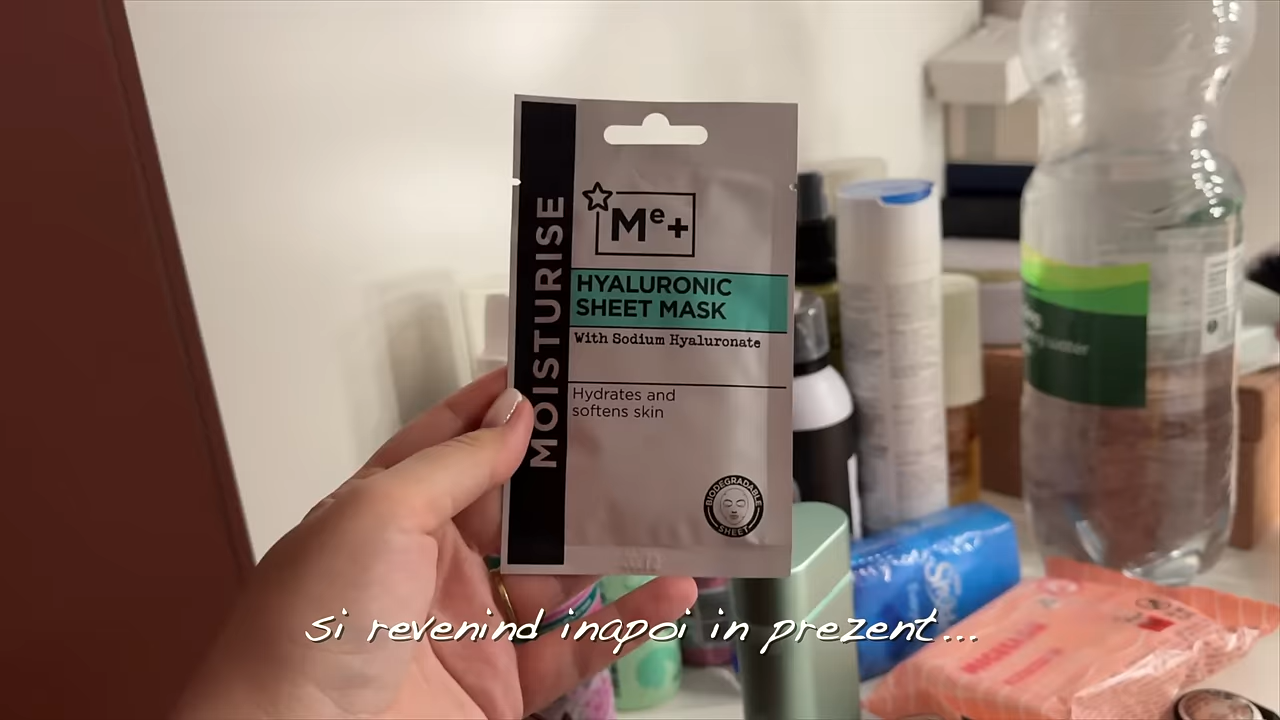 MOISTURISE
Me+
HYALURONIC
SHEET MASK
With Sodium Hyaluronate
Hydrates and
softens skin
BIODEGRADABLE
SHEET
water
si revenind inapoi in prezent...